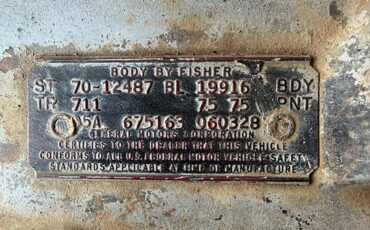 BODY BY FISHER
ST 70-12487 BL 19916 BDY
TR 711 75 75 PNT
05A 675163 060328
GENERAL MOTORS CORPORATION
CERTIFIES TO THE DEALER THAT THIS VEHICLE
CONFORMS TO ALL U.S. FEDERAL MOTOR VEHICLE SAFETY
STANDARDS APPLICABLE AT TIME OF MANUFACTURE